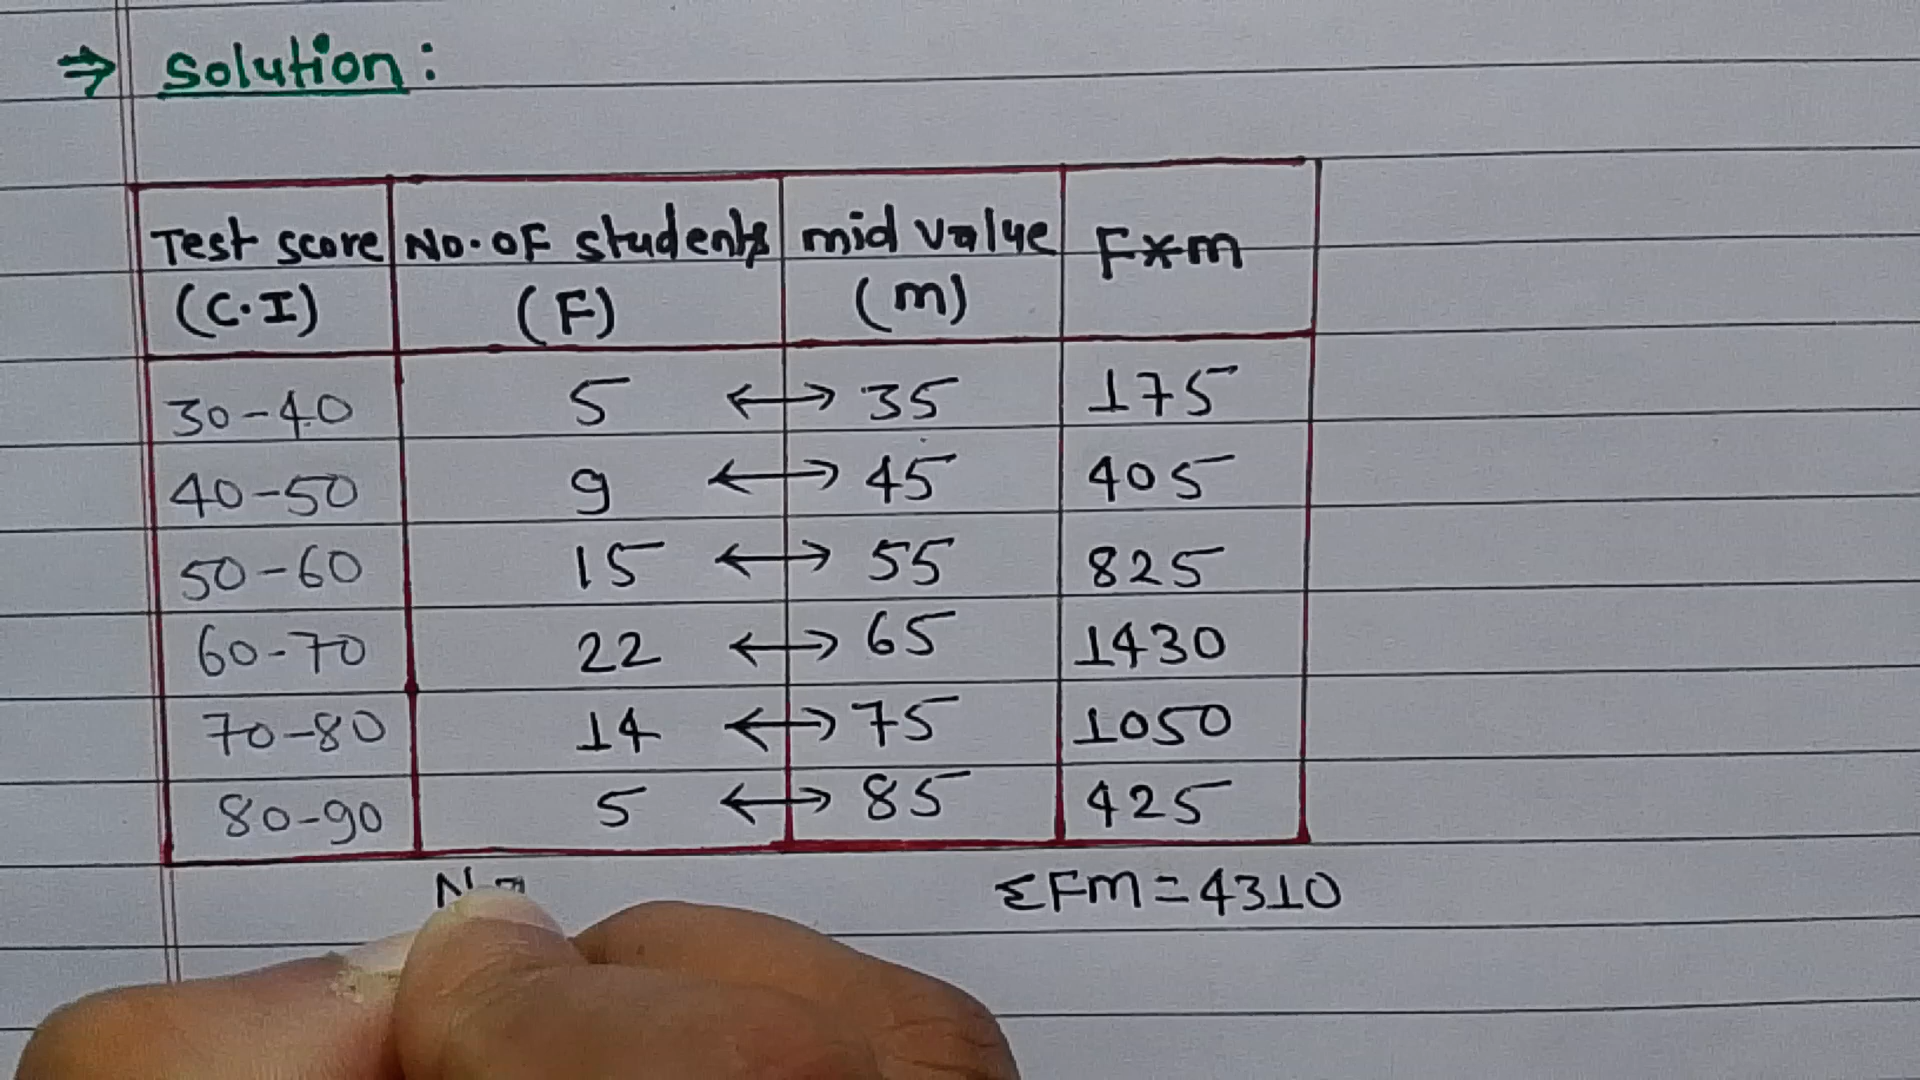 ⇒ Solution:
Test score No. of students mid value F×m
(C.I) (F) (m)
30-40 5 ↔ 35 175
40-50 9 ↔ 45 405
50-60 15 ↔ 55 825
60-70 22 ↔ 65 1430
70-80 14 ↔ 75 1050
80-90 5 ↔ 85 425
N= ΣFm=4310